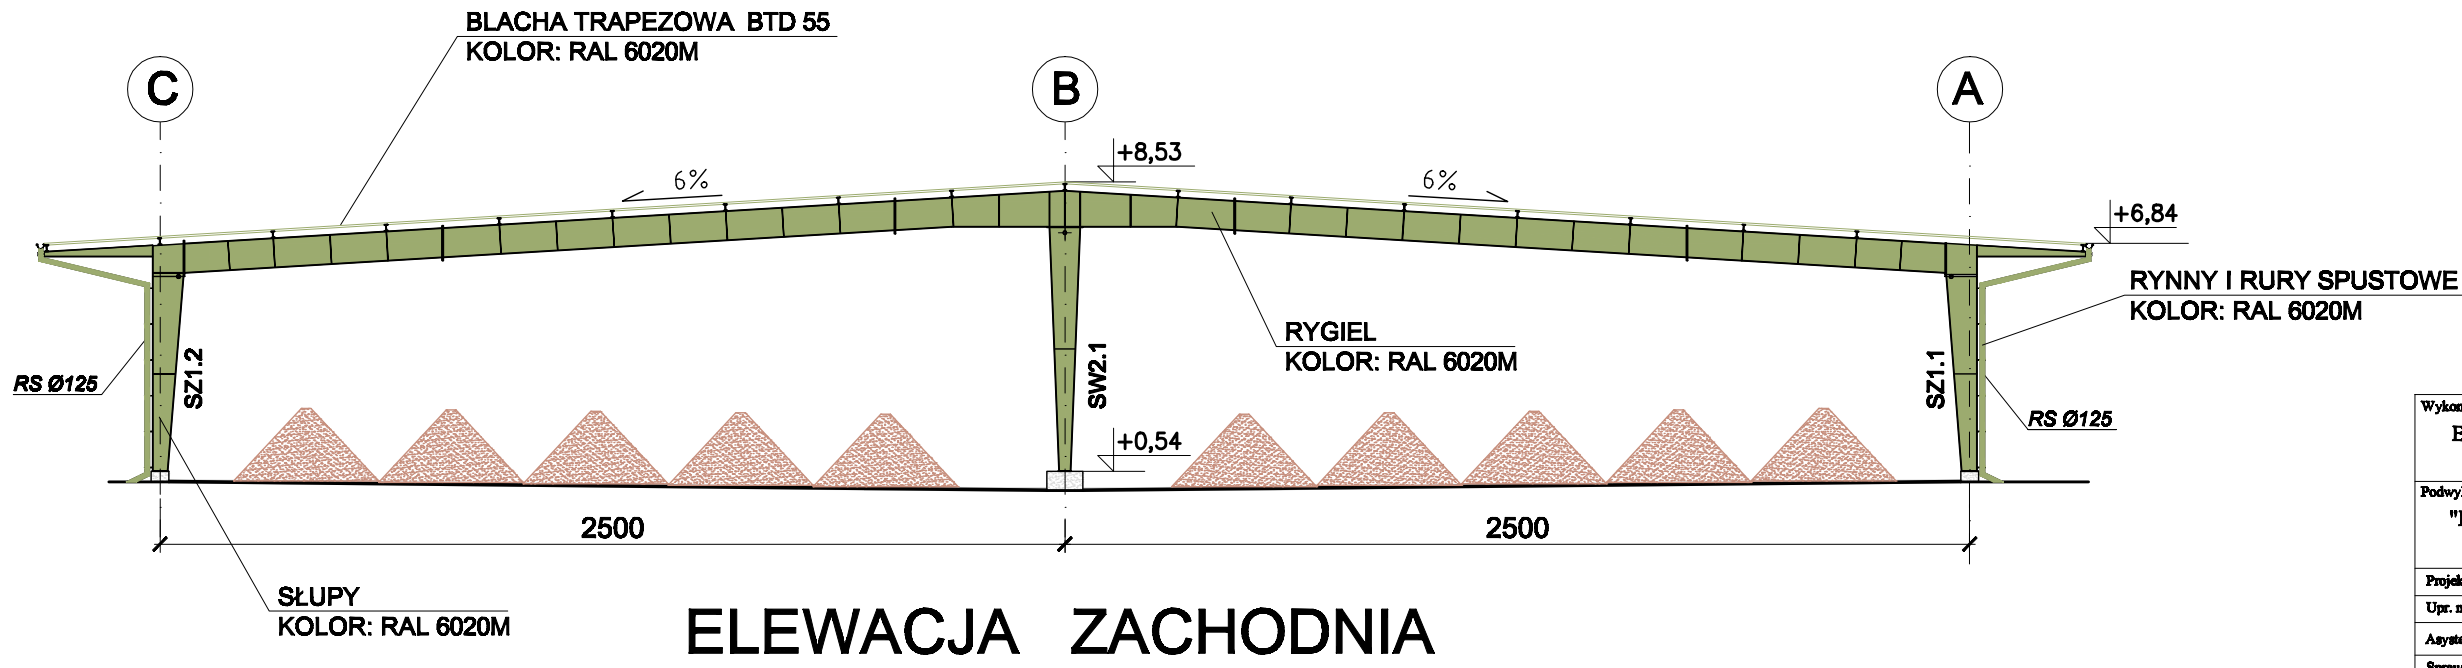 BLACHA TRAPEZOWA BTD 55
KOLOR: RAL 6020M
C
B
A
+8,53
6%
6%
+6,84
RYNNY I RURY SPUSTOWE
KOLOR: RAL 6020M
RYGIEL
KOLOR: RAL 6020M
SZ1.2
SW2.1
SZ1.1
RS Ø125
RS Ø125
+0,54
2500
2500
SŁUPY
KOLOR: RAL 6020M
ELEWACJA ZACHODNIA
Upr. n